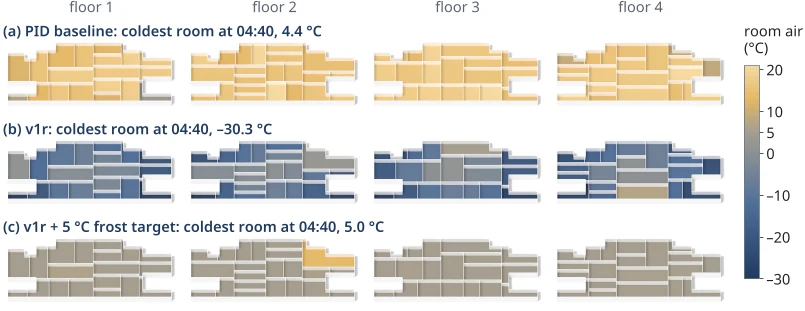 floor 1 floor 2 floor 3 floor 4
(a) PID baseline: coldest room at 04:40, 4.4 °C
room air
(°C)
20
10
5
0
−10
−20
−30
(b) v1r: coldest room at 04:40, −30.3 °C
(c) v1r + 5 °C frost target: coldest room at 04:40, 5.0 °C